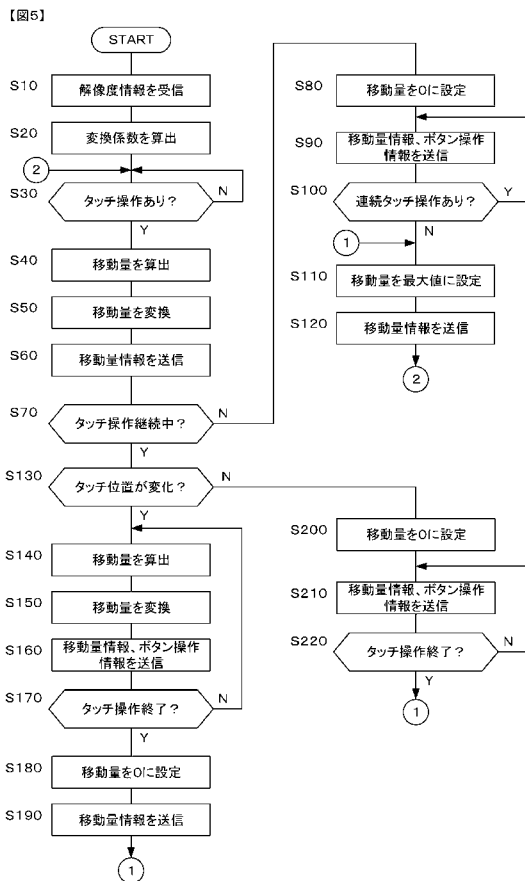 【図5】
START
S10
解像度情報を受信
S20
変換係数を算出
2
S30
タッチ操作あり？
N
Y
S40
移動量を算出
S50
移動量を変換
S60
移動量情報を送信
S70
タッチ操作継続中？
N
Y
S130
タッチ位置が変化？
N
Y
S140
移動量を算出
S150
移動量を変換
S160
移動量情報、ボタン操作
情報を送信
S170
タッチ操作終了？
N
Y
S180
移動量を0に設定
S190
移動量情報を送信
1
S80
移動量を0に設定
S90
移動量情報、ボタン操作
情報を送信
S100
連続タッチ操作あり？
Y
N
1
S110
移動量を最大値に設定
S120
移動量情報を送信
2
S200
移動量を0に設定
S210
移動量情報、ボタン操作
情報を送信
S220
タッチ操作終了？
N
Y
1